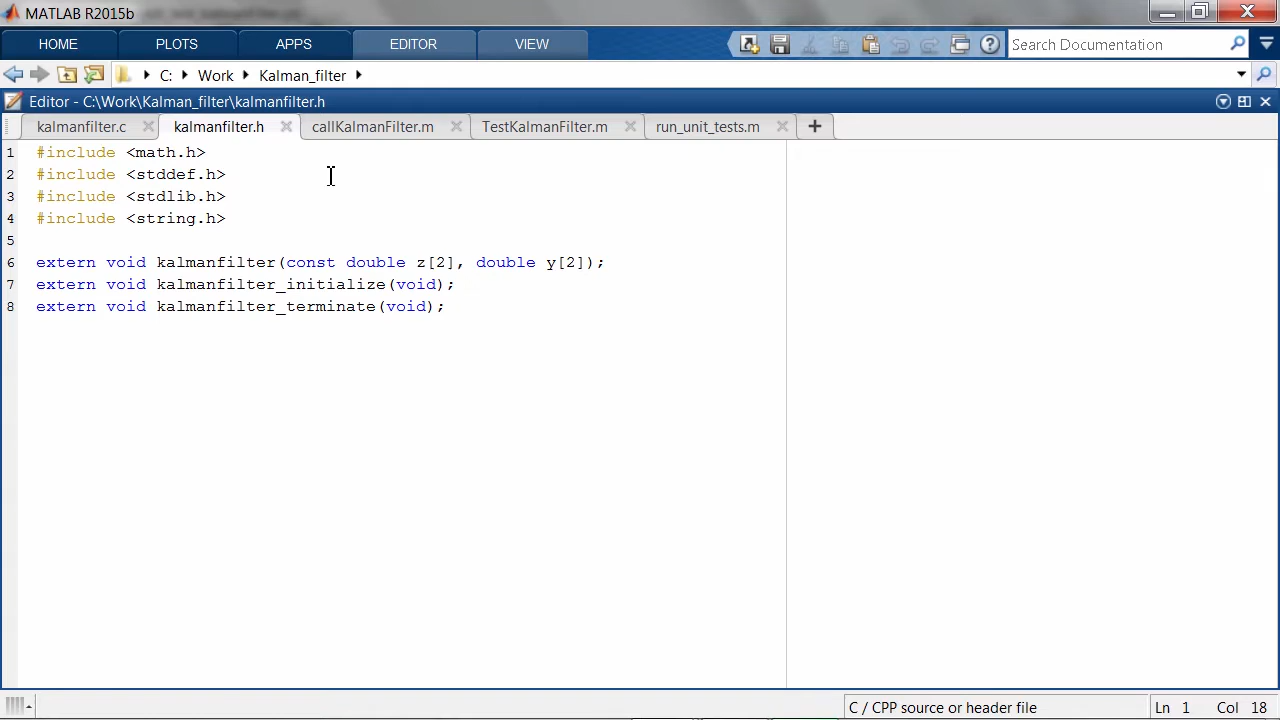 MATLAB R2015b
HOME PLOTS APPS EDITOR VIEW Search Documentation
C: Work Kalman_filter
Editor - C:\Work\Kalman_filter\kalmanfilter.h
kalmanfilter.c kalmanfilter.h callKalmanFilter.m TestKalmanFilter.m run_unit_tests.m
1 #include <math.h>
2 #include <stddef.h>
3 #include <stdlib.h>
4 #include <string.h>
5
6 extern void kalmanfilter(const double z[2], double y[2]);
7 extern void kalmanfilter_initialize(void);
8 extern void kalmanfilter_terminate(void);
C / CPP source or header file Ln 1 Col 18